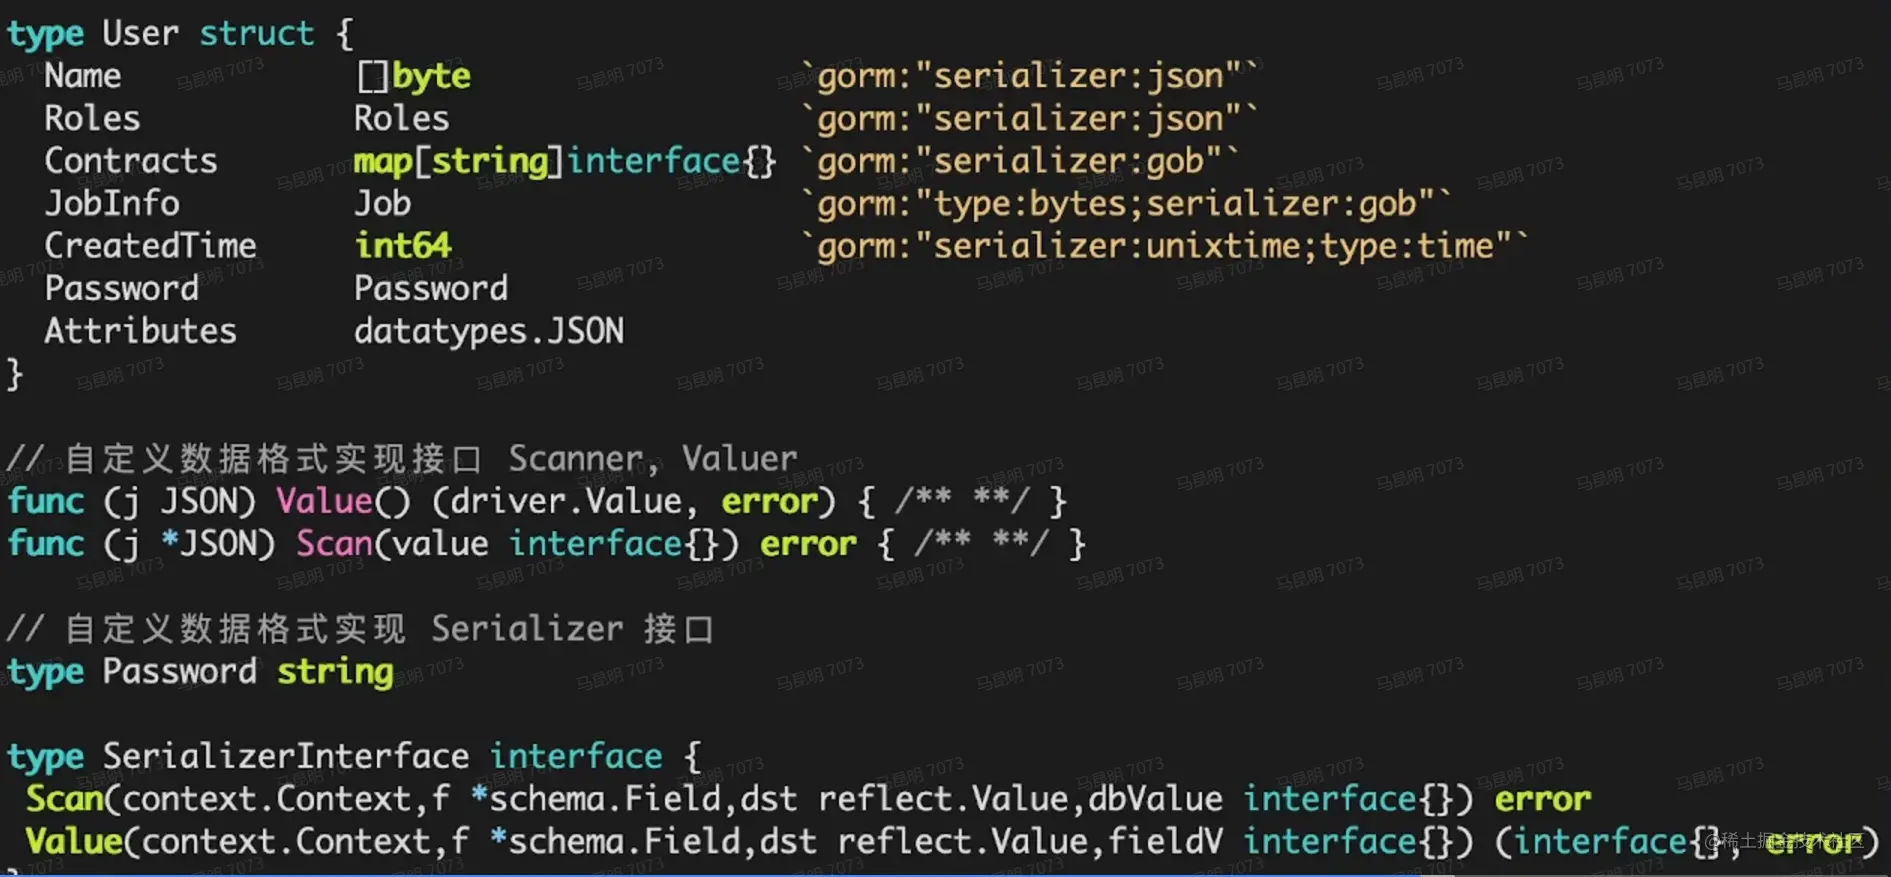 type User struct {
  Name            []byte                 `gorm:"serializer:json"`
  Roles           Roles                  `gorm:"serializer:json"`
  Contracts       map[string]interface{} `gorm:"serializer:gob"`
  JobInfo         Job                    `gorm:"type:bytes;serializer:gob"`
  CreatedTime     int64                  `gorm:"serializer:unixtime;type:time"`
  Password        Password
  Attributes      datatypes.JSON
}
// 自定义数据格式实现接口 Scanner, Valuer
func (j JSON) Value() (driver.Value, error) { /** **/ }
func (j *JSON) Scan(value interface{}) error { /** **/ }
// 自定义数据格式实现 Serializer 接口
type Password string
type SerializerInterface interface {
 Scan(context.Context,f *schema.Field,dst reflect.Value,dbValue interface{}) error
 Value(context.Context,f *schema.Field,dst reflect.Value,fieldV interface{}) (interface{}, error)
}
马昆明 7073
@稀土掘金技术社区